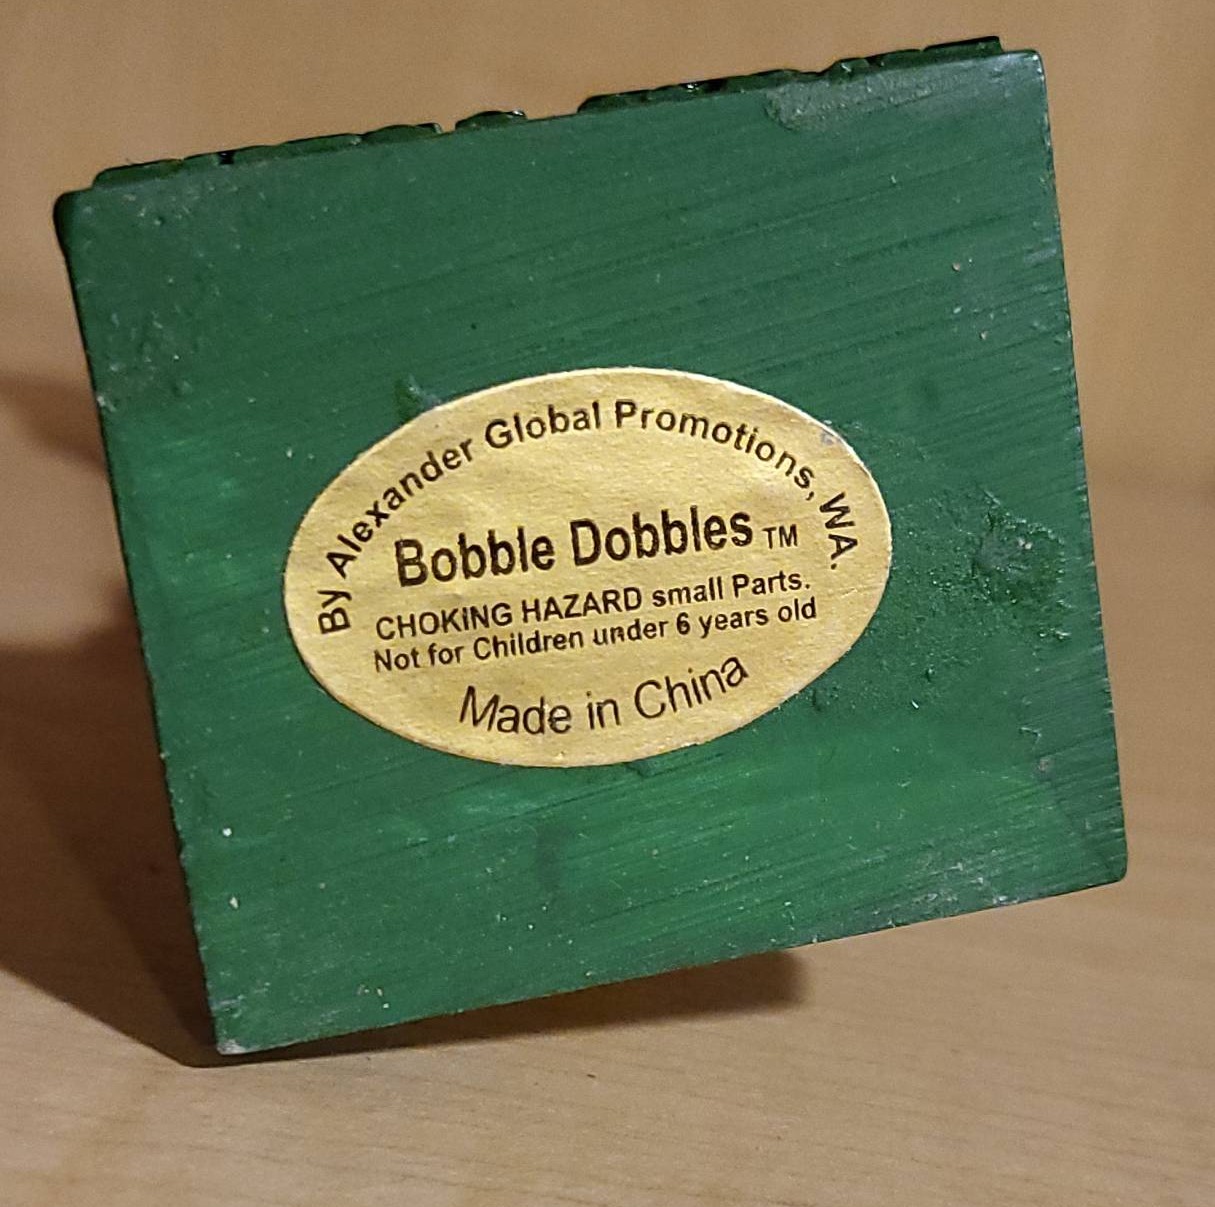 By Alexander Global Promotions, WA.
Bobble Dobbles TM
CHOKING HAZARD small Parts.
Not for Children under 6 years old
Made in China